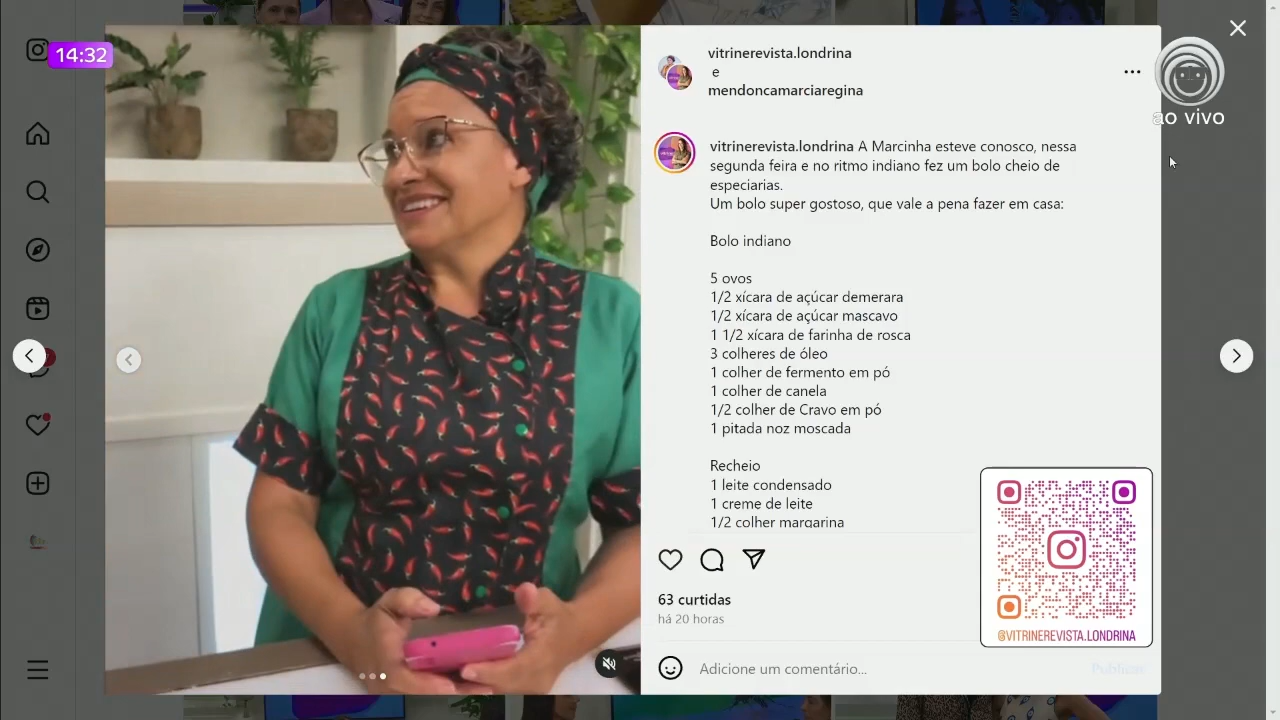 14:32
vitrinerevista.londrina
e
mendoncamarciaregina
ao vivo
vitrinerevista.londrina A Marcinha esteve conosco, nessa
segunda feira e no ritmo indiano fez um bolo cheio de
especiarias.
Um bolo super gostoso, que vale a pena fazer em casa:
Bolo indiano
5 ovos
1/2 xícara de açúcar demerara
1/2 xícara de açúcar mascavo
1 1/2 xícara de farinha de rosca
3 colheres de óleo
1 colher de fermento em pó
1 colher de canela
1/2 colher de Cravo em pó
1 pitada noz moscada
Recheio
1 leite condensado
1 creme de leite
1/2 colher margarina
63 curtidas
há 20 horas
@VITRINEREVISTA.LONDRINA
Adicione um comentário...
Publicar